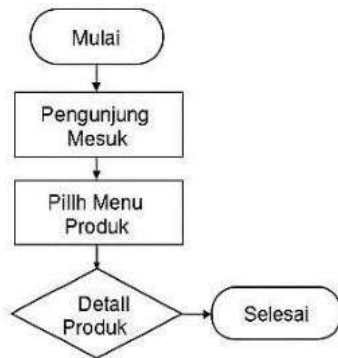 Mulai
Pengunjung
Mesuk
Pillh Menu
Produk
Detall
Produk
Selesai